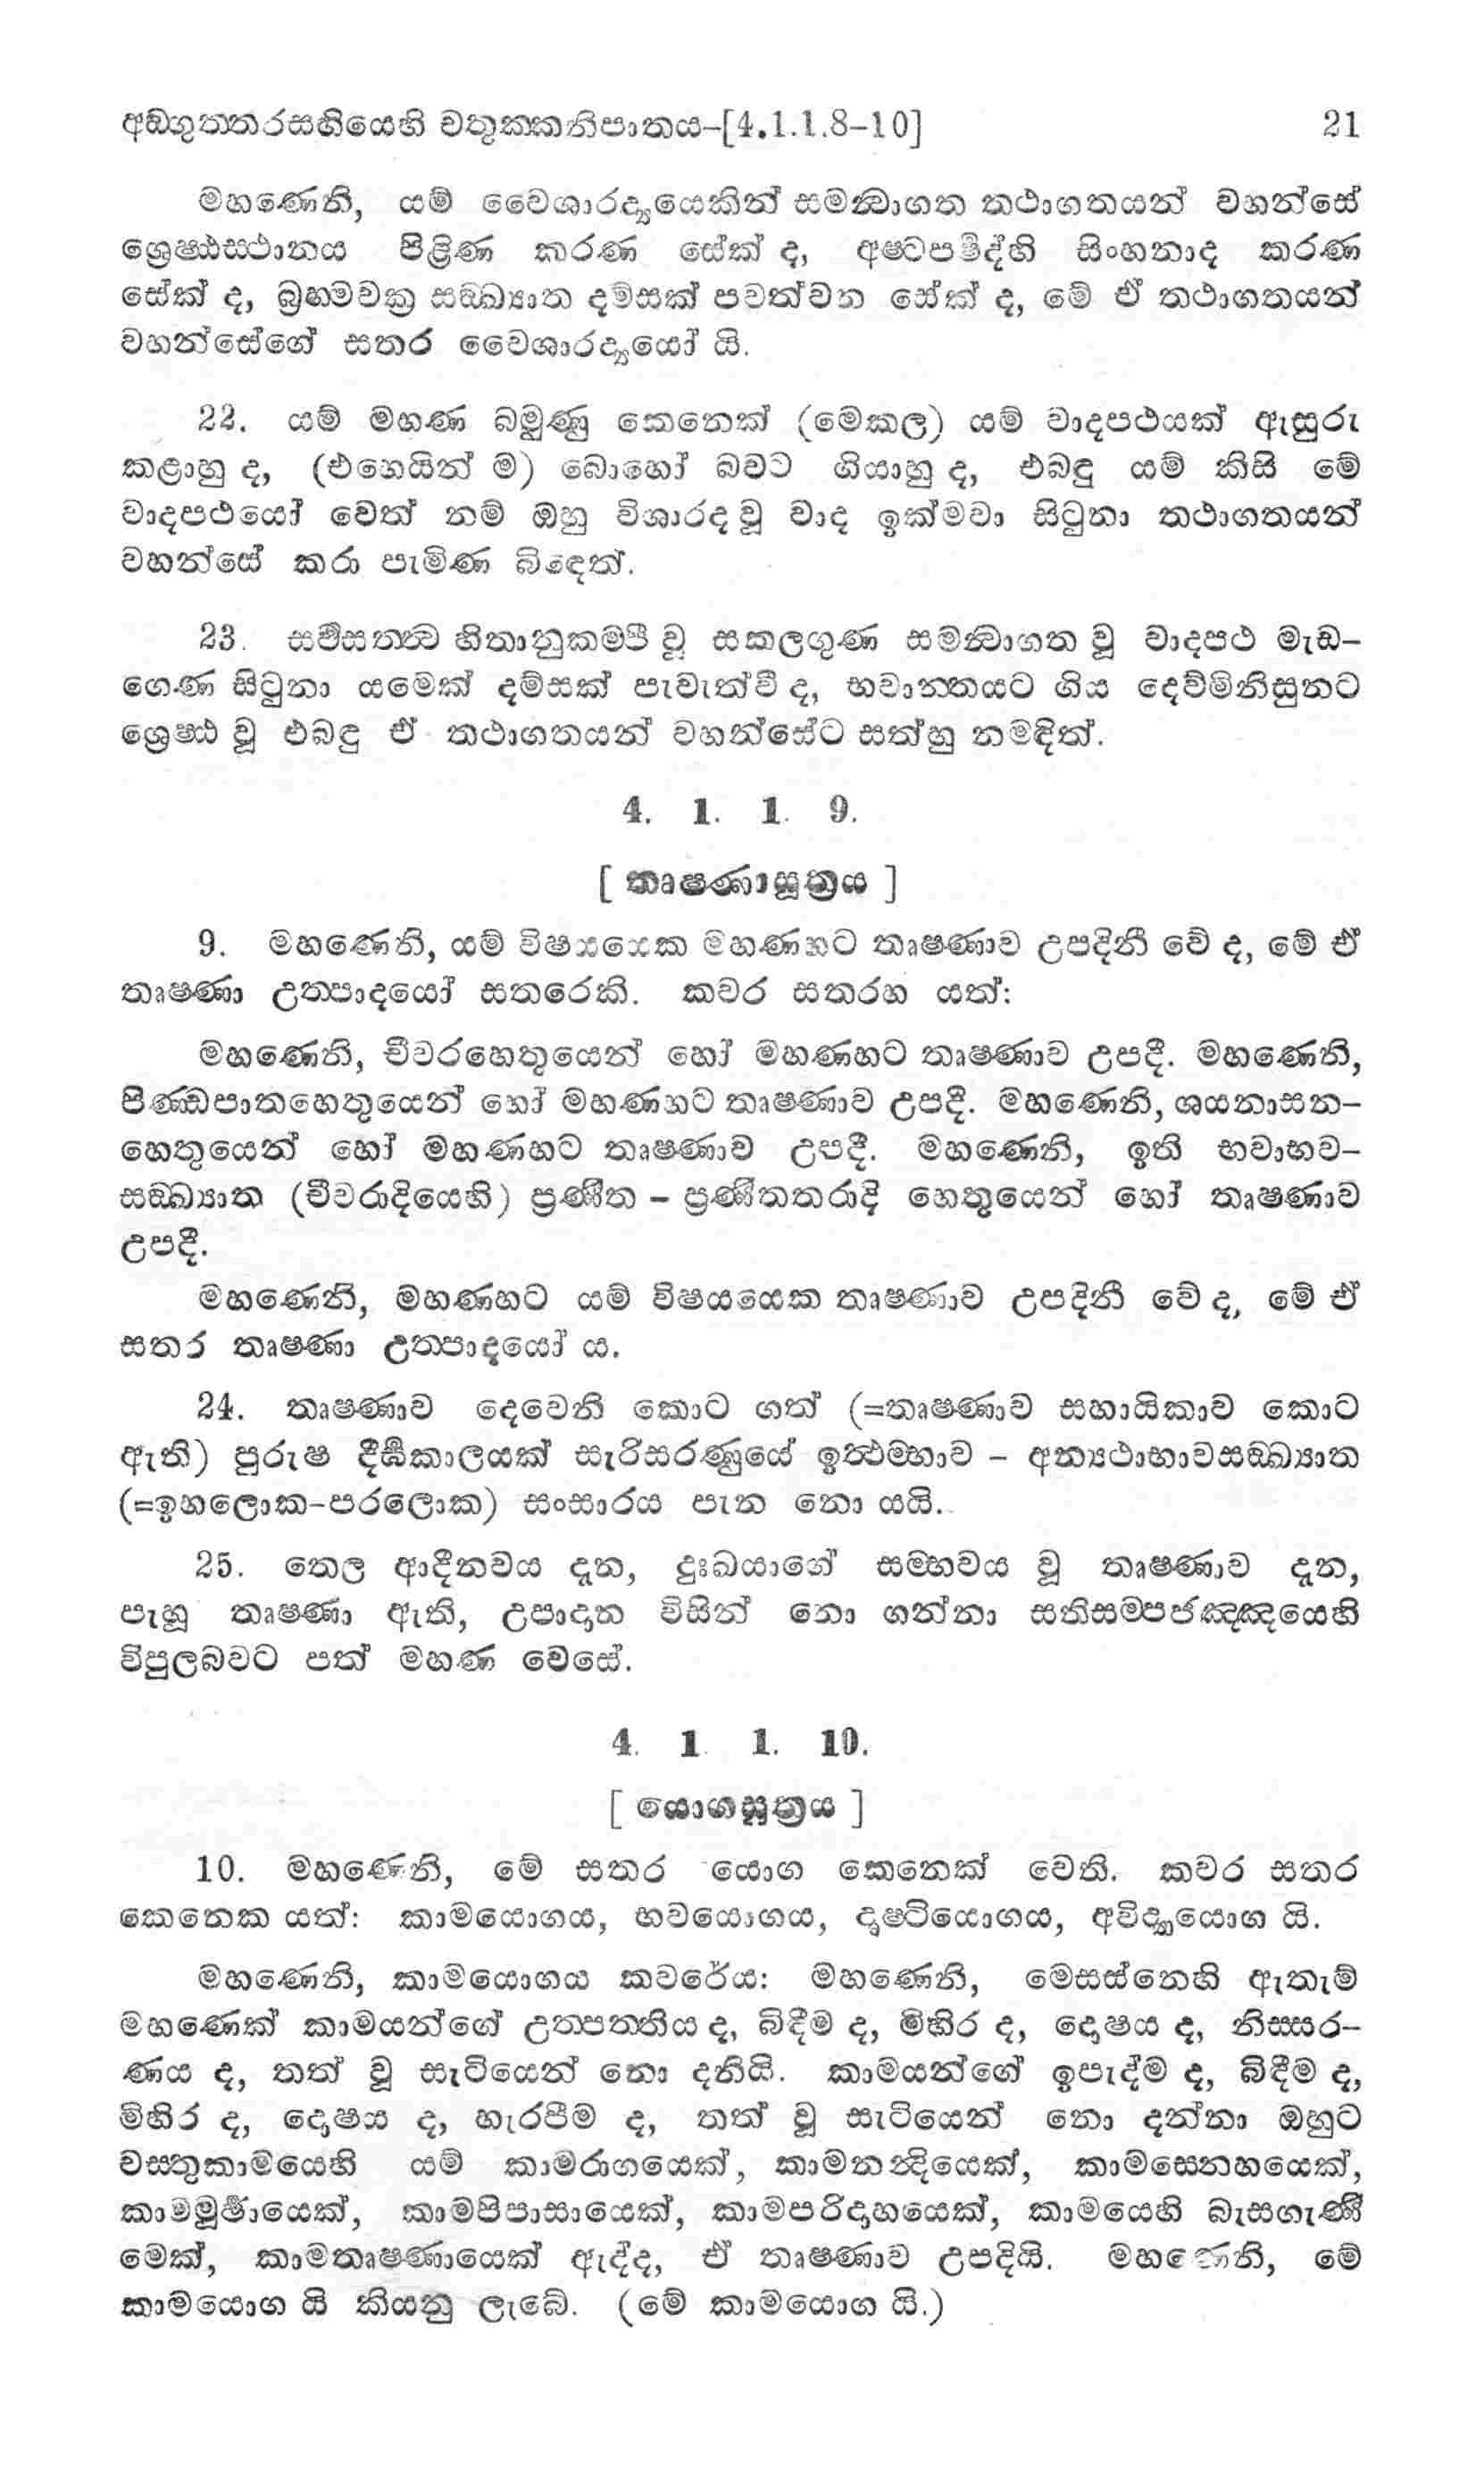 අඞ්ගුත්තරසඟියෙහි චතුක්කනිපාතය–[4.1.1.8–10] 21
මහණෙනි, යම් වෛශාරද්‍යයෙකින් සමන්‍වාගත තථාගතයන් වහන්සේ
ශ්‍රෙෂ්ඨස්ථානය පිළිණ කරණ සේක් ද, අෂ්ටපර්‍ෂද්හි සිංහනාද කරණ
සේක් ද, බ්‍රහ්මචක්‍ර සඞ්ඛ්‍යාත දම්සක් පවත්වන සේක් ද, මේ ඒ තථාගතයන්
වහන්සේගේ සතර වෛශාරද්‍යයෝ යි.
22. යම් මහණ බමුණු කෙනෙක් (මෙකල) යම් වාදපථයක් ඇසුරු
කළාහු ද, (එහෙයින් ම) බොහෝ බවට ගියාහු ද, එබඳු යම් කිසි මේ
වාදපථයෝ වෙත් නම් ඔහු විශාරද වූ වාද ඉක්මවා සිටුනා තථාගතයන්
වහන්සේ කරා පැමිණ බිඳෙත්.
23. සර්‍වසත්ත්‍ව හිතානුකම්පී වූ සකලගුණ සමන්‍වාගත වූ වාදපථ මැඩ–
ගෙණ සිටුනා යමෙක් දම්සක් පැවැත්වී ද, භවාන්තයට ගිය දෙව්මිනිසුනට
ශ්‍රෙෂ්ඨ වූ එබඳු ඒ තථාගතයන් වහන්සේට සත්හු නමඳිත්.
4. 1. 1. 9.
[ තෘෂ්ණාසූත්‍රය ]
9. මහණෙනි, යම් විෂයයෙක මහණහට තෘෂ්ණාව උපදිනී වේ ද, මේ ඒ
තෘෂ්ණා උත්පාදයෝ සතරෙකි. කවර සතරහ යත්:
මහණෙනි, චීවරහෙතුයෙන් හෝ මහණහට තෘෂ්ණාව උපදී. මහණෙනි,
පිණ්ඩපාතහෙතුයෙන් හෝ මහණහට තෘෂ්ණාව උපදී. මහණෙනි, ශයනාසන–
හෙතුයෙන් හෝ මහණහට තෘෂ්ණාව උපදී. මහණෙනි, ඉති භවාභව–
සඞ්ඛ්‍යාත (චීවරාදියෙහි) ප්‍රණීත – ප්‍රණීතතරාදි හෙතුයෙන් හෝ තෘෂ්ණාව
උපදී.
මහණෙනි, මහණහට යම් විෂයයෙක තෘෂ්ණාව උපදිනී වේ ද, මේ ඒ
සතර තෘෂ්ණා උත්පාදයෝ ය.
24. තෘෂ්ණාව දෙවෙනි කොට ගත් (=තෘෂ්ණාව සහායිකාව කොට
ඇති) පුරුෂ දීර්‍ඝකාලයක් සැරිසරණුයේ ඉත්ථම්භාව – අන්‍යථාභාවසඞ්ඛ්‍යාත
(=ඉහලොක–පරලොක) සංසාරය පැන නො යයි.
25. තෙල ආදීනවය දැන, දුඃඛයාගේ සම්භවය වූ තෘෂ්ණාව දැන,
පැහූ තෘෂ්ණා ඇති, උපාදාන විසින් නො ගන්නා සතිසම්පජඤ්ඤයෙහි
විපුලබවට පත් මහණ වෙසේ.
4. 1. 1. 10.
[ යොගසූත්‍රය ]
10. මහණෙනි, මේ සතර යොග කෙනෙක් වෙති. කවර සතර
කෙනෙක යත්: කාමයොගය, භවයොගය, දෘෂ්ටියොගය, අවිද්‍යායොග යි.
මහණෙනි, කාමයොගය කවරේය: මහණෙනි, මෙසස්නෙහි ඇතැම්
මහණෙක් කාමයන්ගේ උත්පත්තිය ද, බිඳීම ද, මිහිර ද, දොෂය ද, නිස්සර–
ණය ද, තත් වූ සැටියෙන් නො දනියි. කාමයන්ගේ ඉපැද්ම ද, බිඳීම ද,
මිහිර ද, දොෂය ද, හැරපීම ද, තත් වූ සැටියෙන් නො දන්නා ඔහුට
වස්තුකාමයෙහි යම් කාමරාගයෙක්, කාමනන්දියෙක්, කාමසෙනහයෙක්,
කාමමූර්‍ඡායෙක්, කාමපිපාසායෙක්, කාමපරිදාහයෙක්, කාමයෙහි බැසගැණී
මෙක්, කාමතෘෂ්ණායෙක් ඇද්ද, ඒ තෘෂ්ණාව උපදියි. මහණෙනි, මේ
කාමයොග යි කියනු ලැබේ. (මේ කාමයොග යි.)